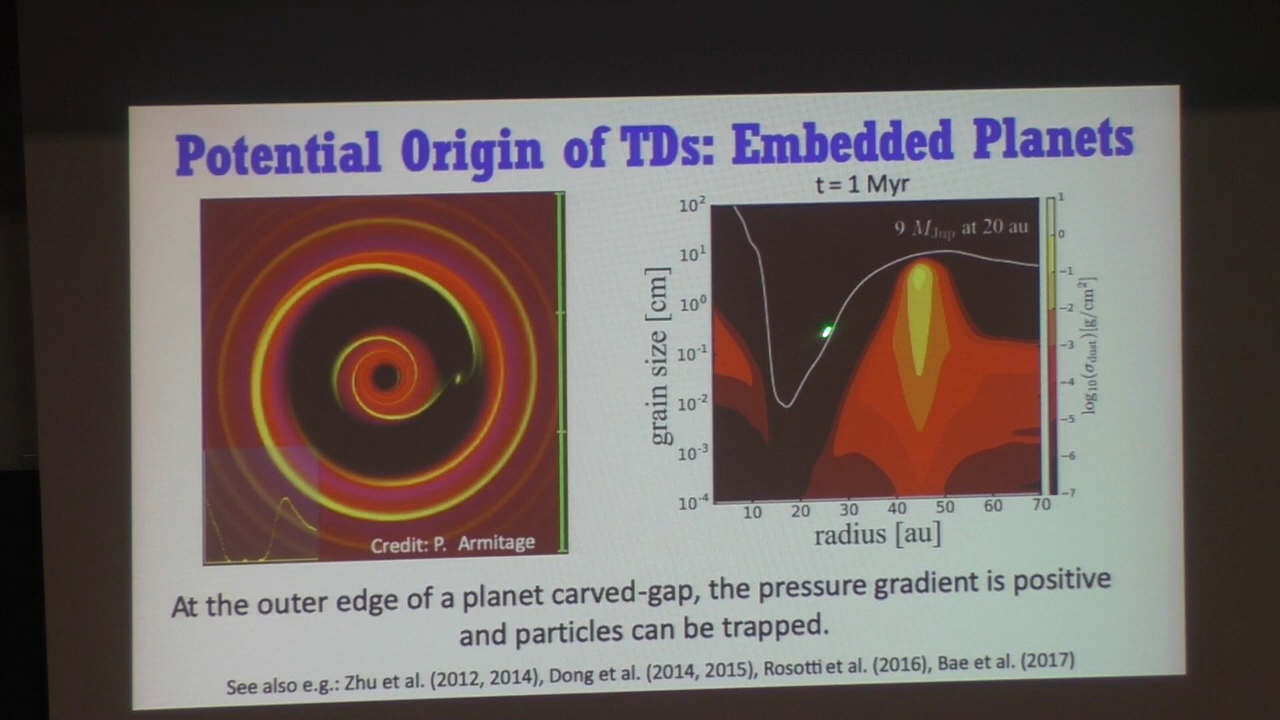 Potential Origin of TDs: Embedded Planets
t = 1 Myr
9 M_Jup at 20 au
10²
10¹
10⁰
10⁻¹
10⁻²
10⁻³
10⁻⁴
grain size [cm]
10 20 30 40 50 60 70
radius [au]
1
0
−1
−2
−3
−4
−5
−6
−7
log₁₀(σ_dust)[g/cm²]
Credit: P. Armitage
At the outer edge of a planet carved-gap, the pressure gradient is positive
and particles can be trapped.
See also e.g.: Zhu et al. (2012, 2014), Dong et al. (2014, 2015), Rosotti et al. (2016), Bae et al. (2017)